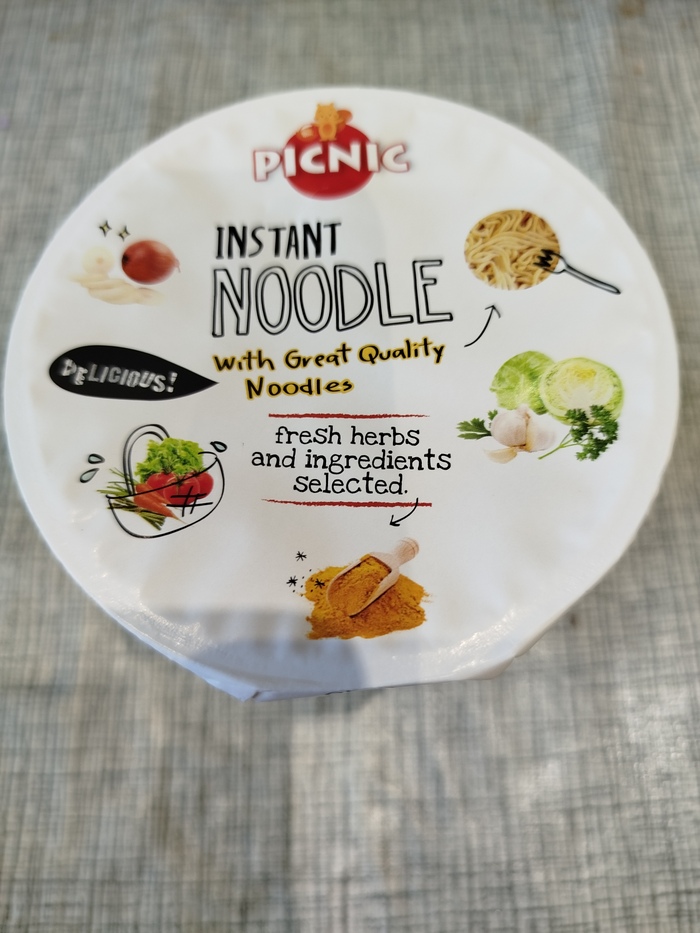 PICNIC
INSTANT
NOODLE
With Great Quality
Noodles
DELICIOUS!
fresh herbs
and ingredients
selected.